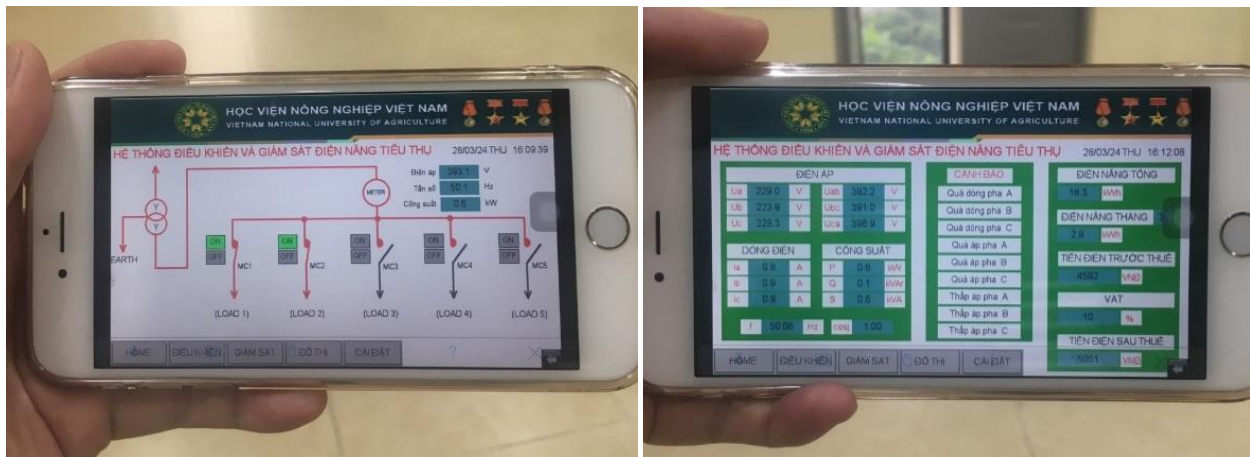 HỌC VIỆN NÔNG NGHIỆP VIỆT NAM
VIETNAM NATIONAL UNIVERSITY OF AGRICULTURE
HỆ THỐNG ĐIỀU KHIỂN VÀ GIÁM SÁT ĐIỆN NĂNG TIÊU THỤ 28/03/24 THU 16:09:39
Điện áp 393.1 V
Tần số 50.1 Hz
Công suất 0.6 kW
METER
Y
Y
EARTH
ON ON ON ON ON
OFF OFF OFF OFF OFF
MC1 MC2 MC3 MC4 MC5
(LOAD 1) (LOAD 2) (LOAD 3) (LOAD 4) (LOAD 5)
HOME ĐIỀU KHIỂN GIÁM SÁT ĐỒ THỊ CÀI ĐẶT ?
HỌC VIỆN NÔNG NGHIỆP VIỆT NAM
VIETNAM NATIONAL UNIVERSITY OF AGRICULTURE
HỆ THỐNG ĐIỀU KHIỂN VÀ GIÁM SÁT ĐIỆN NĂNG TIÊU THỤ 28/03/24 THU 16:12:08
ĐIỆN ÁP
Ua 229.0 V Uab 392.2 V
Ub 223.9 V Ubc 391.0 V
Uc 229.3 V Uca 398.9 V
DÒNG ĐIỆN
Ia 0.9 A
Ib 0.9 A
Ic 0.9 A
CÔNG SUẤT
P 0.6 kW
Q 0.1 kVAr
S 0.6 kVA
f 50.06 Hz cosj 1.00
CẢNH BÁO
Quá dòng pha A
Quá dòng pha B
Quá dòng pha C
Quá áp pha A
Quá áp pha B
Quá áp pha C
Thấp áp pha A
Thấp áp pha B
Thấp áp pha C
ĐIỆN NĂNG TỔNG
16.3 kWh
ĐIỆN NĂNG THÁNG 3
2.8 kWh
TIỀN ĐIỆN TRƯỚC THUẾ
4592 VNĐ
VAT
10 %
TIỀN ĐIỆN SAU THUẾ
5051 VNĐ
HOME ĐIỀU KHIỂN GIÁM SÁT ĐỒ THỊ CÀI ĐẶT